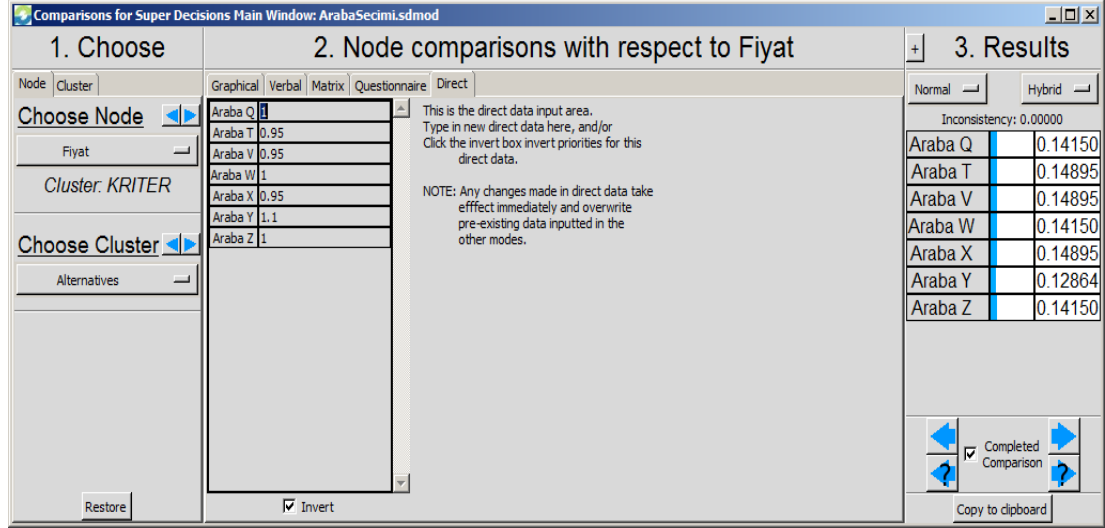 Comparisons for Super Decisions Main Window: ArabaSecimi.sdmod
1. Choose
2. Node comparisons with respect to Fiyat
+ 3. Results
Node Cluster
Graphical Verbal Matrix Questionnaire Direct
Normal Hybrid
Choose Node
Fiyat
Cluster: KRITER
Choose Cluster
Alternatives
Restore
Araba Q 1
Araba T 0.95
Araba V 0.95
Araba W 1
Araba X 0.95
Araba Y 1.1
Araba Z 1
Invert
This is the direct data input area.
Type in new direct data here, and/or
Click the invert box invert priorities for this
direct data.
NOTE: Any changes made in direct data take
efffect immediately and overwrite
pre-existing data inputted in the
other modes.
Inconsistency: 0.00000
Araba Q 0.14150
Araba T 0.14895
Araba V 0.14895
Araba W 0.14150
Araba X 0.14895
Araba Y 0.12864
Araba Z 0.14150
Completed
Comparison
? ?
Copy to clipboard